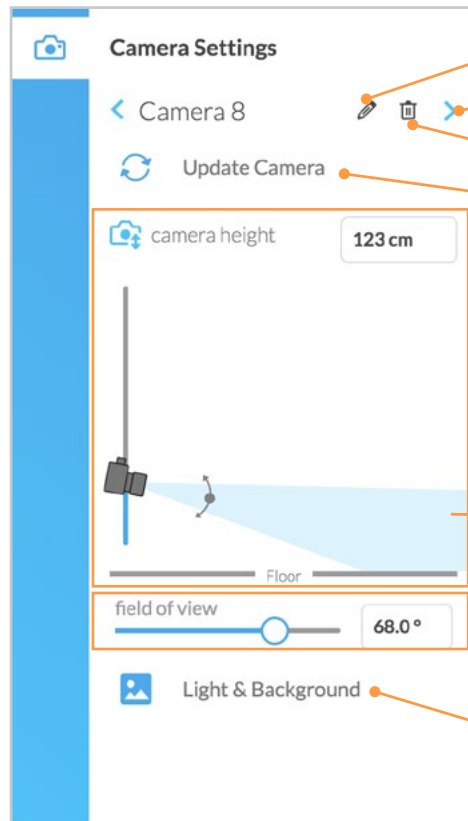 Camera Settings
Camera 8
Update Camera
camera height
123 cm
Floor
field of view
68.0 °
Light & Background